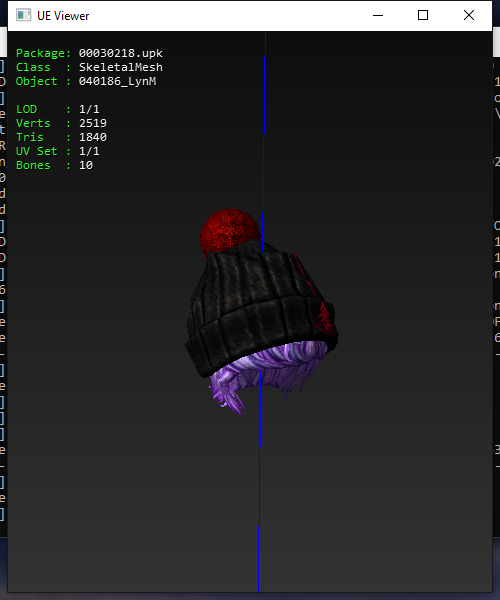 UE Viewer
Package: 00030218.upk
Class : SkeletalMesh
Object : 040186_LynM
LOD : 1/1
Verts : 2519
Tris : 1840
UV Set : 1/1
Bones : 10